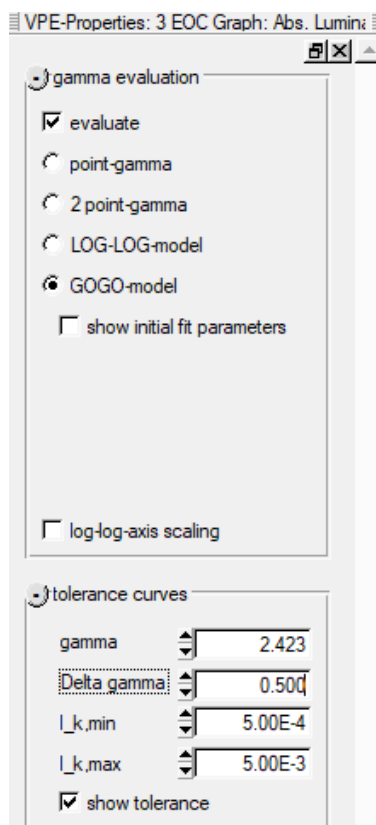 VPE-Properties: 3 EOC Graph: Abs. Lumina
gamma evaluation
evaluate
point-gamma
2 point-gamma
LOG-LOG-model
GOGO-model
show initial fit parameters
log-log-axis scaling
tolerance curves
gamma 2.423
Delta gamma 0.500
l_k,min 5.00E-4
l_k,max 5.00E-3
show tolerance